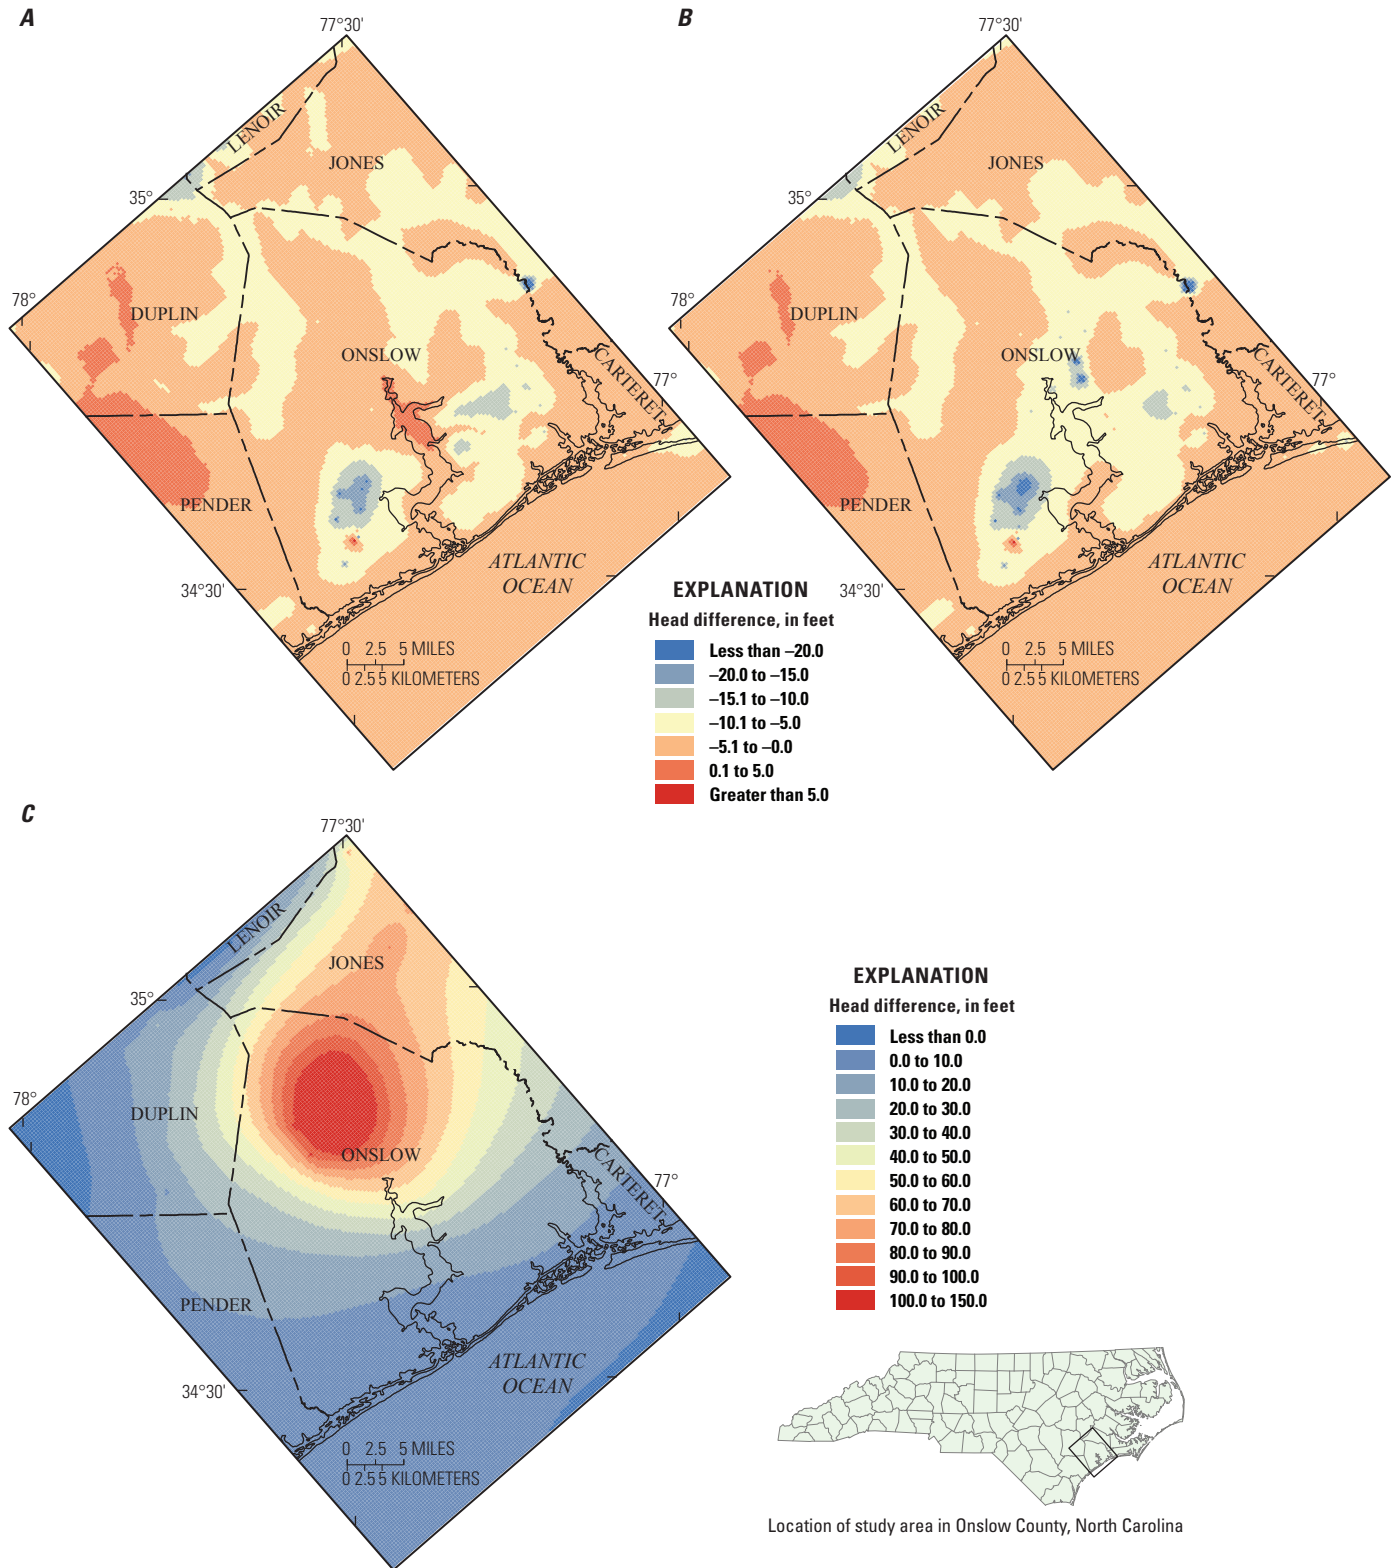 A
77°30'
LENOIR
JONES
35°
78°
DUPLIN
ONSLOW
CARTERET
77°
PENDER
ATLANTIC
OCEAN
34°30'
0 2.5 5 MILES
0 2.5 5 KILOMETERS
B
77°30'
LENOIR
JONES
35°
78°
DUPLIN
ONSLOW
CARTERET
77°
PENDER
ATLANTIC
OCEAN
34°30'
0 2.5 5 MILES
0 2.5 5 KILOMETERS
EXPLANATION
Head difference, in feet
Less than –20.0
–20.0 to –15.0
–15.1 to –10.0
–10.1 to –5.0
–5.1 to –0.0
0.1 to 5.0
Greater than 5.0
C
77°30'
LENOIR
JONES
35°
78°
DUPLIN
ONSLOW
CARTERET
77°
PENDER
ATLANTIC
OCEAN
34°30'
0 2.5 5 MILES
0 2.5 5 KILOMETERS
EXPLANATION
Head difference, in feet
Less than 0.0
0.0 to 10.0
10.0 to 20.0
20.0 to 30.0
30.0 to 40.0
40.0 to 50.0
50.0 to 60.0
60.0 to 70.0
70.0 to 80.0
80.0 to 90.0
90.0 to 100.0
100.0 to 150.0
Location of study area in Onslow County, North Carolina